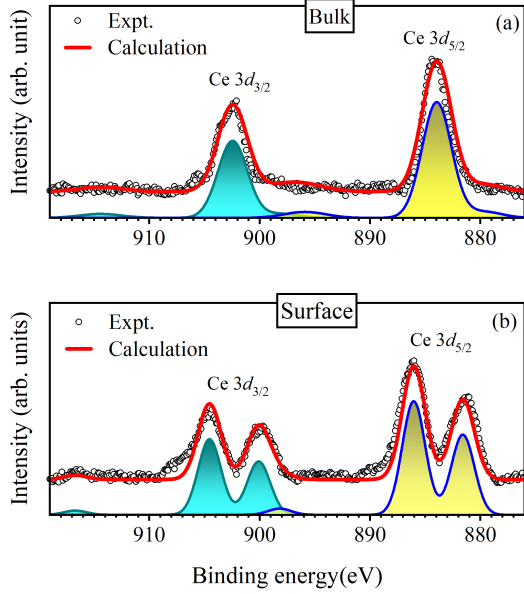 Bulk
(a)
Expt.
Calculation
Ce 3d3/2
Ce 3d5/2
Intensity (arb. unit)
910 900 890 880
Surface
(b)
Expt.
Calculation
Ce 3d3/2
Ce 3d5/2
Intensity (arb. units)
910 900 890 880
Binding energy(eV)